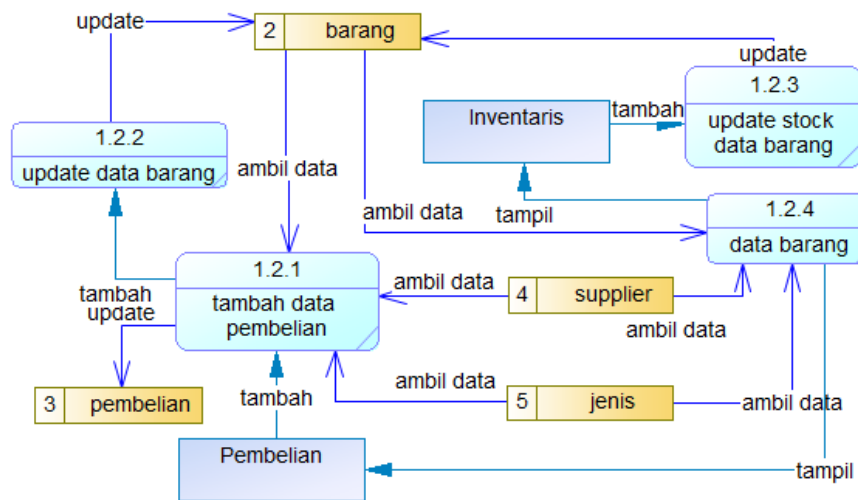 update
2 barang
update
1.2.3
update stock
data barang
Inventaris
tambah
1.2.2
update data barang
ambil data
ambil data
tampil
1.2.4
data barang
1.2.1
tambah data
pembelian
ambil data
4 supplier
tambah
update
ambil data
3 pembelian
tambah
ambil data
5 jenis
ambil data
Pembelian
tampil